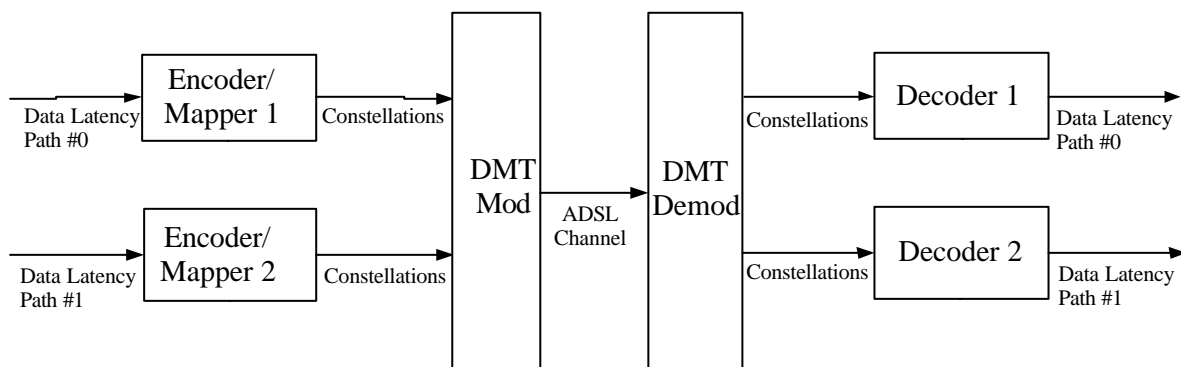 Encoder/
Mapper 1
Data Latency
Path #0
Constellations
Encoder/
Mapper 2
Data Latency
Path #1
Constellations
DMT
Mod
ADSL
Channel
DMT
Demod
Constellations
Decoder 1
Data Latency
Path #0
Constellations
Decoder 2
Data Latency
Path #1